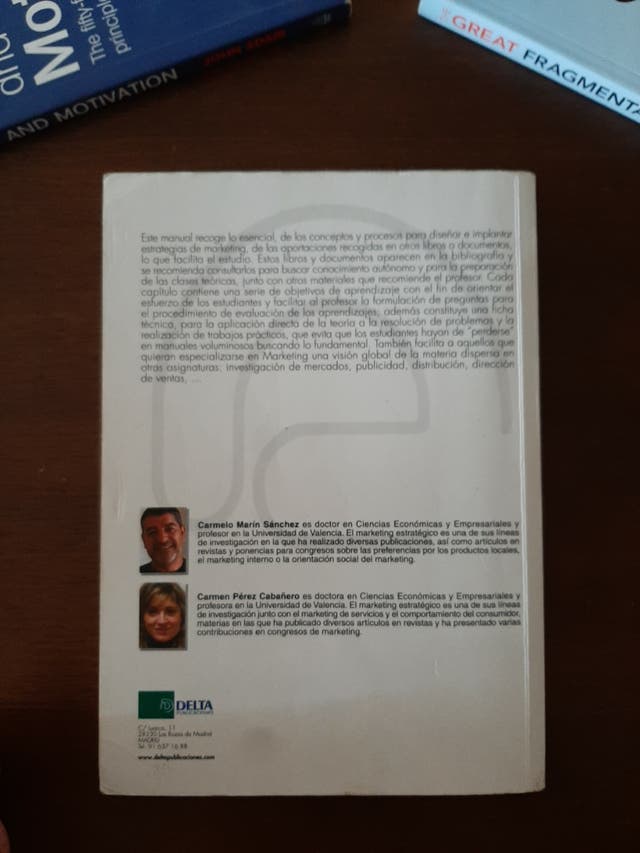 and
Mot
The fifty-f
principl
AND MOTIVATION
JOHN ADAIR
GREAT FRAGMENTA
Este manual recoge lo esencial, de los conceptos y procesos para diseñar e implantar
estrategias de marketing, de las aportaciones recogidas en otros libros o documentos,
lo que facilita el estudio. Estos libros y documentos aparecen en la bibliografía y
se recomienda consultarlos para buscar conocimiento autónomo y para la preparación
de las clases teóricas, junto con otros materiales que recomiende el profesor. Cada
capítulo contiene una serie de objetivos de aprendizaje con el fin de orientar el
esfuerzo de los estudiantes y facilitar al profesor la formulación de preguntas para
el procedimiento de evaluación de los aprendizajes; además constituye una ficha
técnica, para la aplicación directa de la teoría a la resolución de problemas y la
realización de trabajos prácticos, que evita que los estudiantes hayan de "perderse"
en manuales voluminosos buscando lo fundamental. También facilita a aquellos que
quieran especializarse en Marketing una visión global de la materia dispersa en
otras asignaturas: investigación de mercados, publicidad, distribución, dirección
de ventas, ...
Carmelo Marín Sánchez es doctor en Ciencias Económicas y Empresariales y
profesor en la Universidad de Valencia. El marketing estratégico es una de sus líneas
de investigación en la que ha realizado diversas publicaciones, así como artículos en
revistas y ponencias para congresos sobre las preferencias por los productos locales,
el marketing interno o la orientación social del marketing.
Carmen Pérez Cabañero es doctora en Ciencias Económicas y Empresariales y
profesora en la Universidad de Valencia. El marketing estratégico es una de sus líneas
de investigación junto con el marketing de servicios y el comportamiento del consumidor,
materias en las que ha publicado diversos artículos en revistas y ha presentado varias
contribuciones en congresos de marketing.
DELTA
PUBLICACIONES
C/ Luarca, 11
28230 Las Rozas de Madrid
MADRID
Tel. 91 637 16 88
www.deltapublicaciones.com